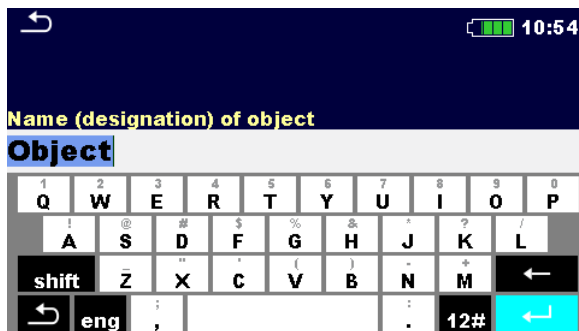 10:54
Name (designation) of object
Object
1 2 3 4 5 6 7 8 9 0
Q W E R T Y U I O P
! @ # $ % & * ? /
A S D F G H J K L
_ " ' ( ) - +
shift Z X C V B N M ←
; :
eng , . 12#